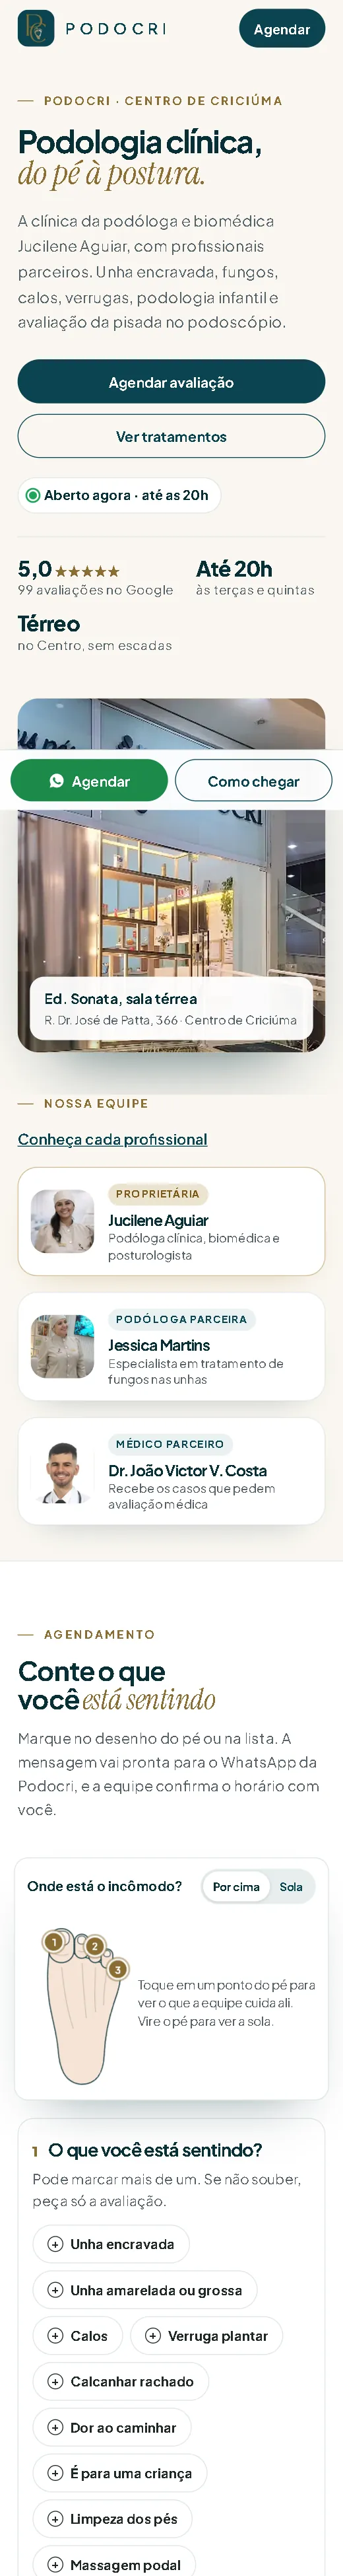 PODOCRI
Agendar
PODOCRI · CENTRO DE CRICIÚMA
Podologia clínica,
do pé à postura.
A clínica da podóloga e biomédica
Jucilene Aguiar, com profissionais
parceiros. Unha encravada, fungos,
calos, verrugas, podologia infantil e
avaliação da pisada no podoscópio.
Agendar avaliação
Ver tratamentos
Aberto agora · até as 20h
5,0 ★★★★★
99 avaliações no Google
Até 20h
às terças e quintas
Térreo
no Centro, sem escadas
Agendar
Como chegar
Ed. Sonata, sala térrea
R. Dr. José de Patta, 366 · Centro de Criciúma
NOSSA EQUIPE
Conheça cada profissional
PROPRIETÁRIA
Jucilene Aguiar
Podóloga clínica, biomédica e
posturologista
PODÓLOGA PARCEIRA
Jessica Martins
Especialista em tratamento de
fungos nas unhas
MÉDICO PARCEIRO
Dr. João Victor V. Costa
Recebe os casos que pedem
avaliação médica
AGENDAMENTO
Conte o que
você está sentindo
Marque no desenho do pé ou na lista. A
mensagem vai pronta para o WhatsApp da
Podocri, e a equipe confirma o horário com
você.
Onde está o incômodo?
Por cima
Sola
1
2
3
Toque em um ponto do pé para
ver o que a equipe cuida ali.
Vire o pé para ver a sola.
1 O que você está sentindo?
Pode marcar mais de um. Se não souber,
peça só a avaliação.
Unha encravada
Unha amarelada ou grossa
Calos
Verruga plantar
Calcanhar rachado
Dor ao caminhar
É para uma criança
Limpeza dos pés
Massagem podal